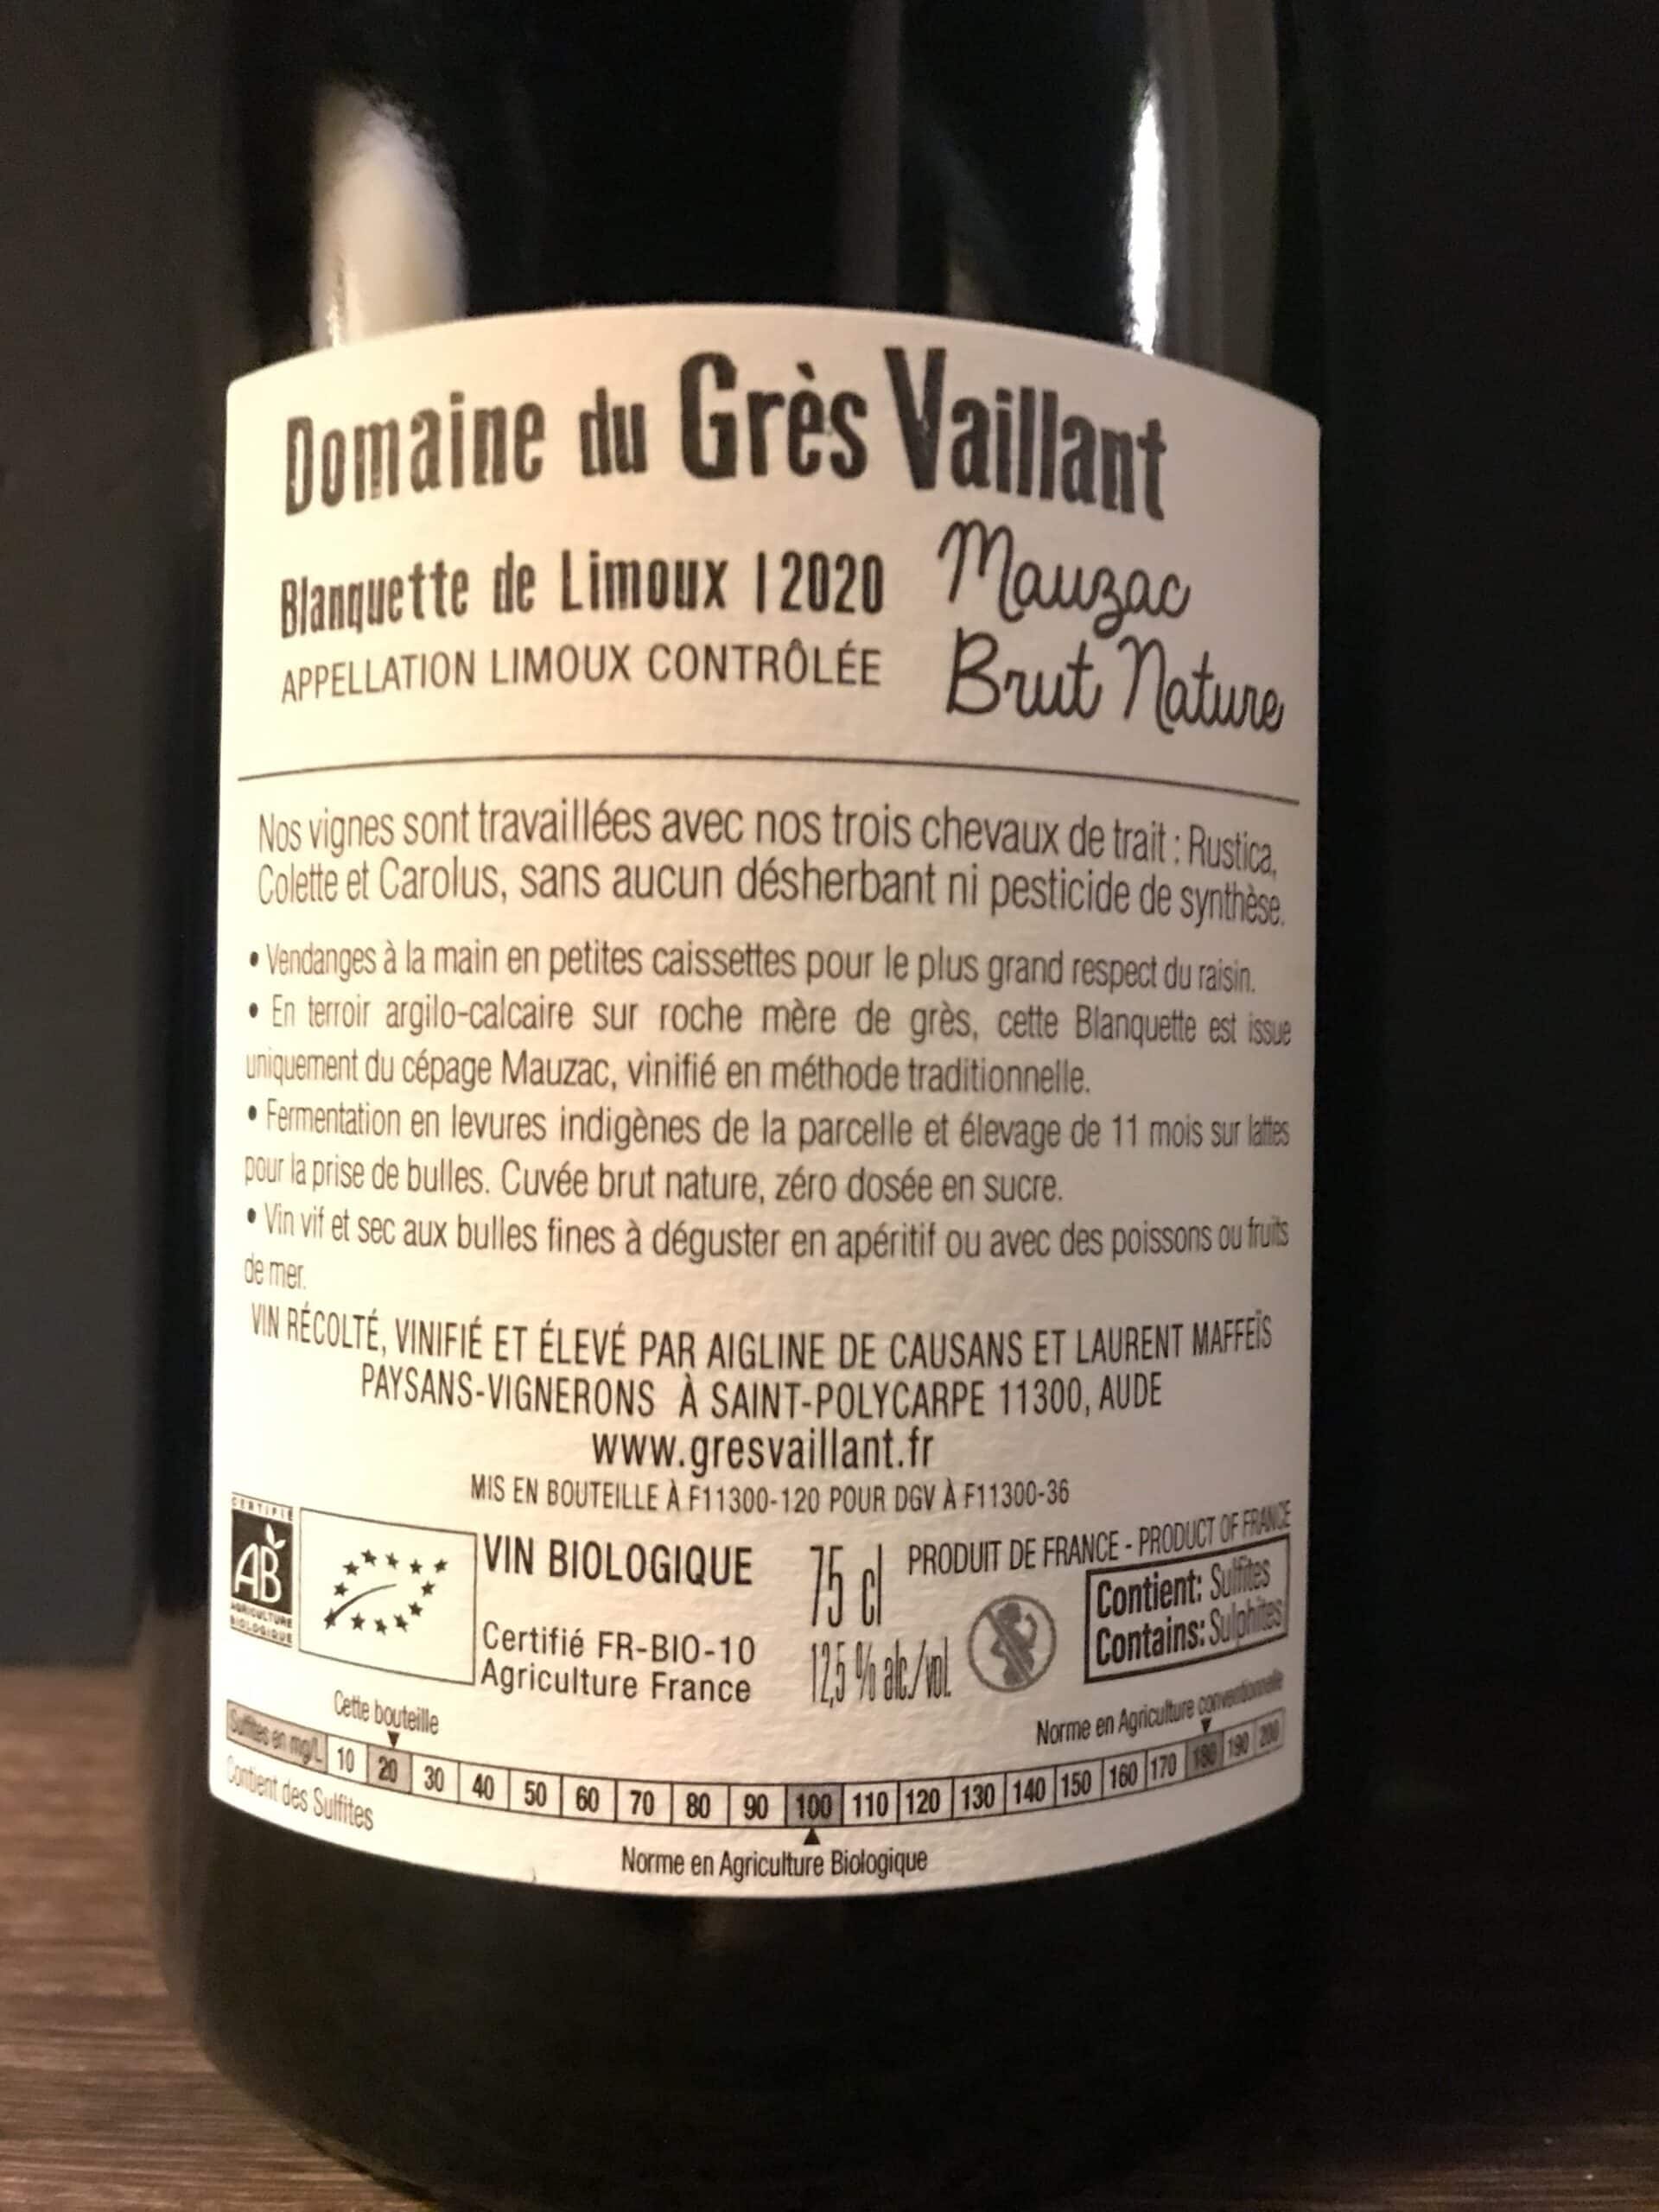 Domaine du Grès Vaillant
Blanquette de Limoux | 2020
APPELLATION LIMOUX CONTRÔLÉE
Mauzac
Brut Nature
Nos vignes sont travaillées avec nos trois chevaux de trait : Rustica,
Colette et Carolus, sans aucun désherbant ni pesticide de synthèse.
• Vendanges à la main en petites caissettes pour le plus grand respect du raisin.
• En terroir argilo-calcaire sur roche mère de grès, cette Blanquette est issue
uniquement du cépage Mauzac, vinifié en méthode traditionnelle.
• Fermentation en levures indigènes de la parcelle et élevage de 11 mois sur lattes
pour la prise de bulles. Cuvée brut nature, zéro dosée en sucre.
• Vin vif et sec aux bulles fines à déguster en apéritif ou avec des poissons ou fruits
de mer.
VIN RÉCOLTÉ, VINIFIÉ ET ÉLEVÉ PAR AIGLINE DE CAUSANS ET LAURENT MAFFEÏS
PAYSANS-VIGNERONS À SAINT-POLYCARPE 11300, AUDE
www.gresvaillant.fr
MIS EN BOUTEILLE À F11300-120 POUR DGV À F11300-36
CERTIFIÉ
AB
AGRICULTURE
BIOLOGIQUE
VIN BIOLOGIQUE
Certifié FR-BIO-10
Agriculture France
75 cl
12,5 % alc./vol.
PRODUIT DE FRANCE - PRODUCT OF FRANCE
Contient: Sulfites
Contains: Sulphites
Cette bouteille
Norme en Agriculture conventionnelle
Sulfites en mg/L 10 20 30 40 50 60 70 80 90 100 110 120 130 140 150 160 170 180 190 200
Contient des Sulfites
Norme en Agriculture Biologique